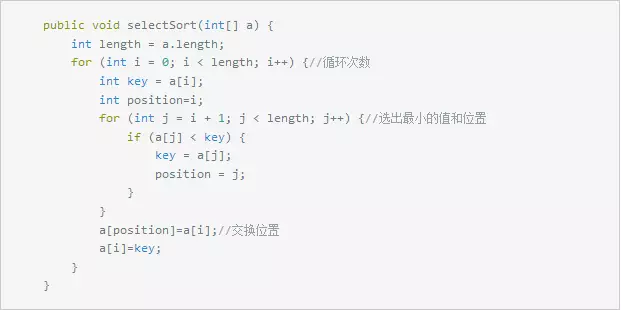 public void selectSort(int[] a) {
int length = a.length;
for (int i = 0; i < length; i++) {//循环次数
int key = a[i];
int position=i;
for (int j = i + 1; j < length; j++) {//选出最小的值和位置
if (a[j] < key) {
key = a[j];
position = j;
}
}
a[position]=a[i];//交换位置
a[i]=key;
}
}